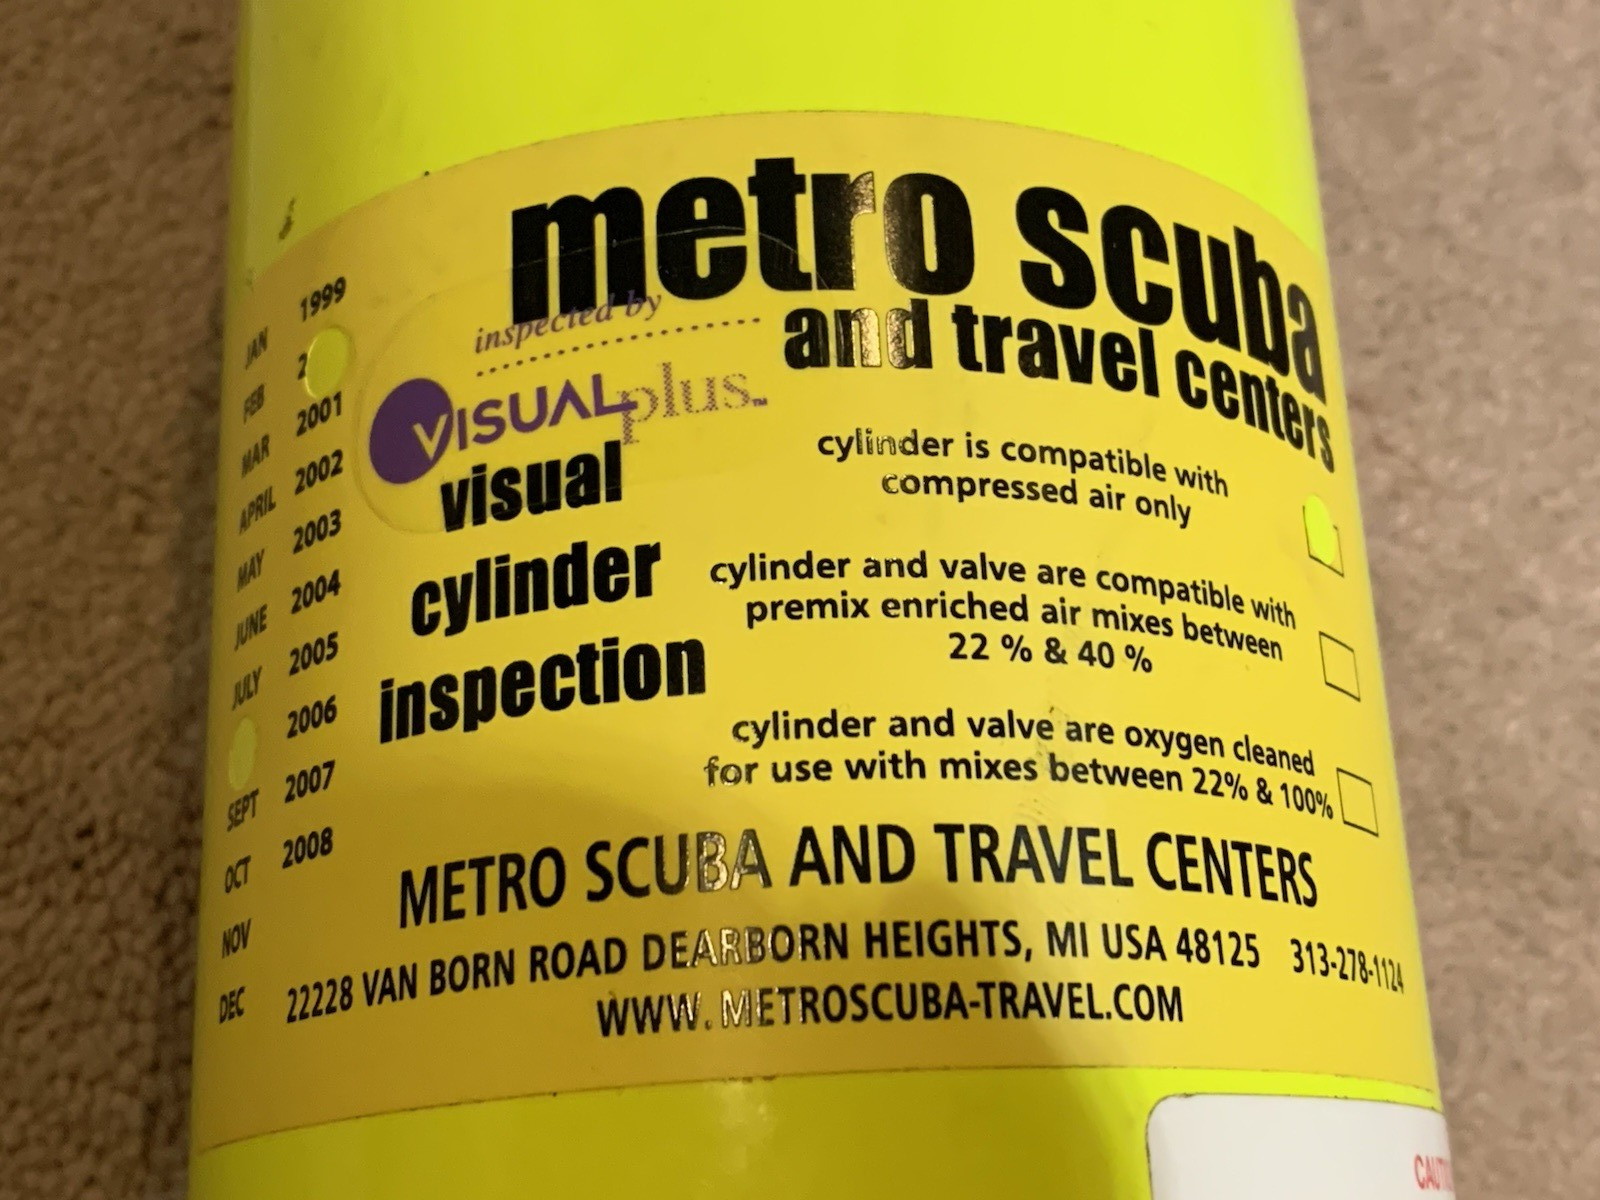 metro scuba
and travel centers
inspected by
VISUALplus™
visual
cylinder
inspection
1999
2
2001
2002
2003
2004
2005
2006
2007
2008
JAN
FEB
MAR
APRIL
MAY
JUNE
JULY
SEPT
OCT
NOV
DEC
cylinder is compatible with
compressed air only
cylinder and valve are compatible with
premix enriched air mixes between
22 % & 40 %
cylinder and valve are oxygen cleaned
for use with mixes between 22% & 100%
METRO SCUBA AND TRAVEL CENTERS
22228 VAN BORN ROAD DEARBORN HEIGHTS, MI USA 48125 313-278-1124
WWW. METROSCUBA-TRAVEL.COM